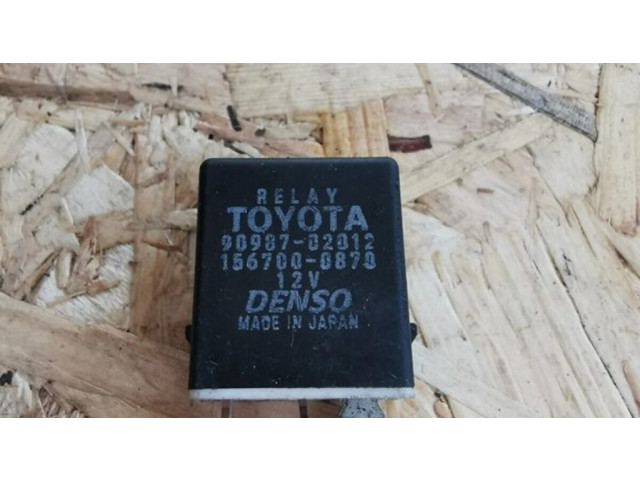 RELAY
TOYOTA
90987-02012
156700-0870
12V
DENSO
MADE IN JAPAN